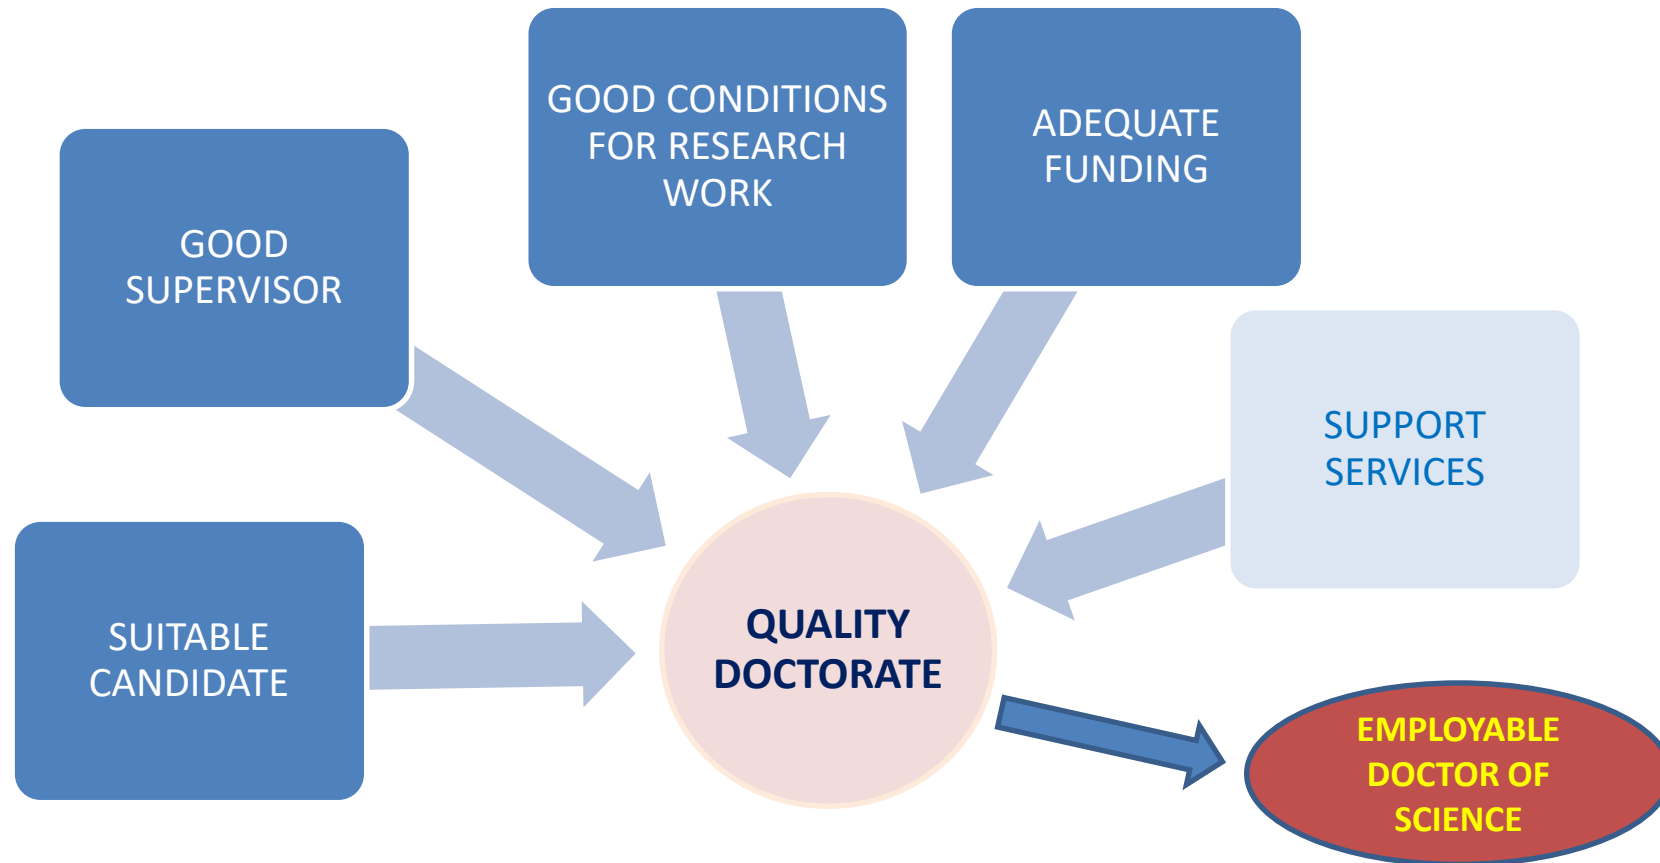 GOOD CONDITIONS
FOR RESEARCH
WORK
ADEQUATE
FUNDING
GOOD
SUPERVISOR
SUPPORT
SERVICES
SUITABLE
CANDIDATE
QUALITY
DOCTORATE
EMPLOYABLE
DOCTOR OF
SCIENCE